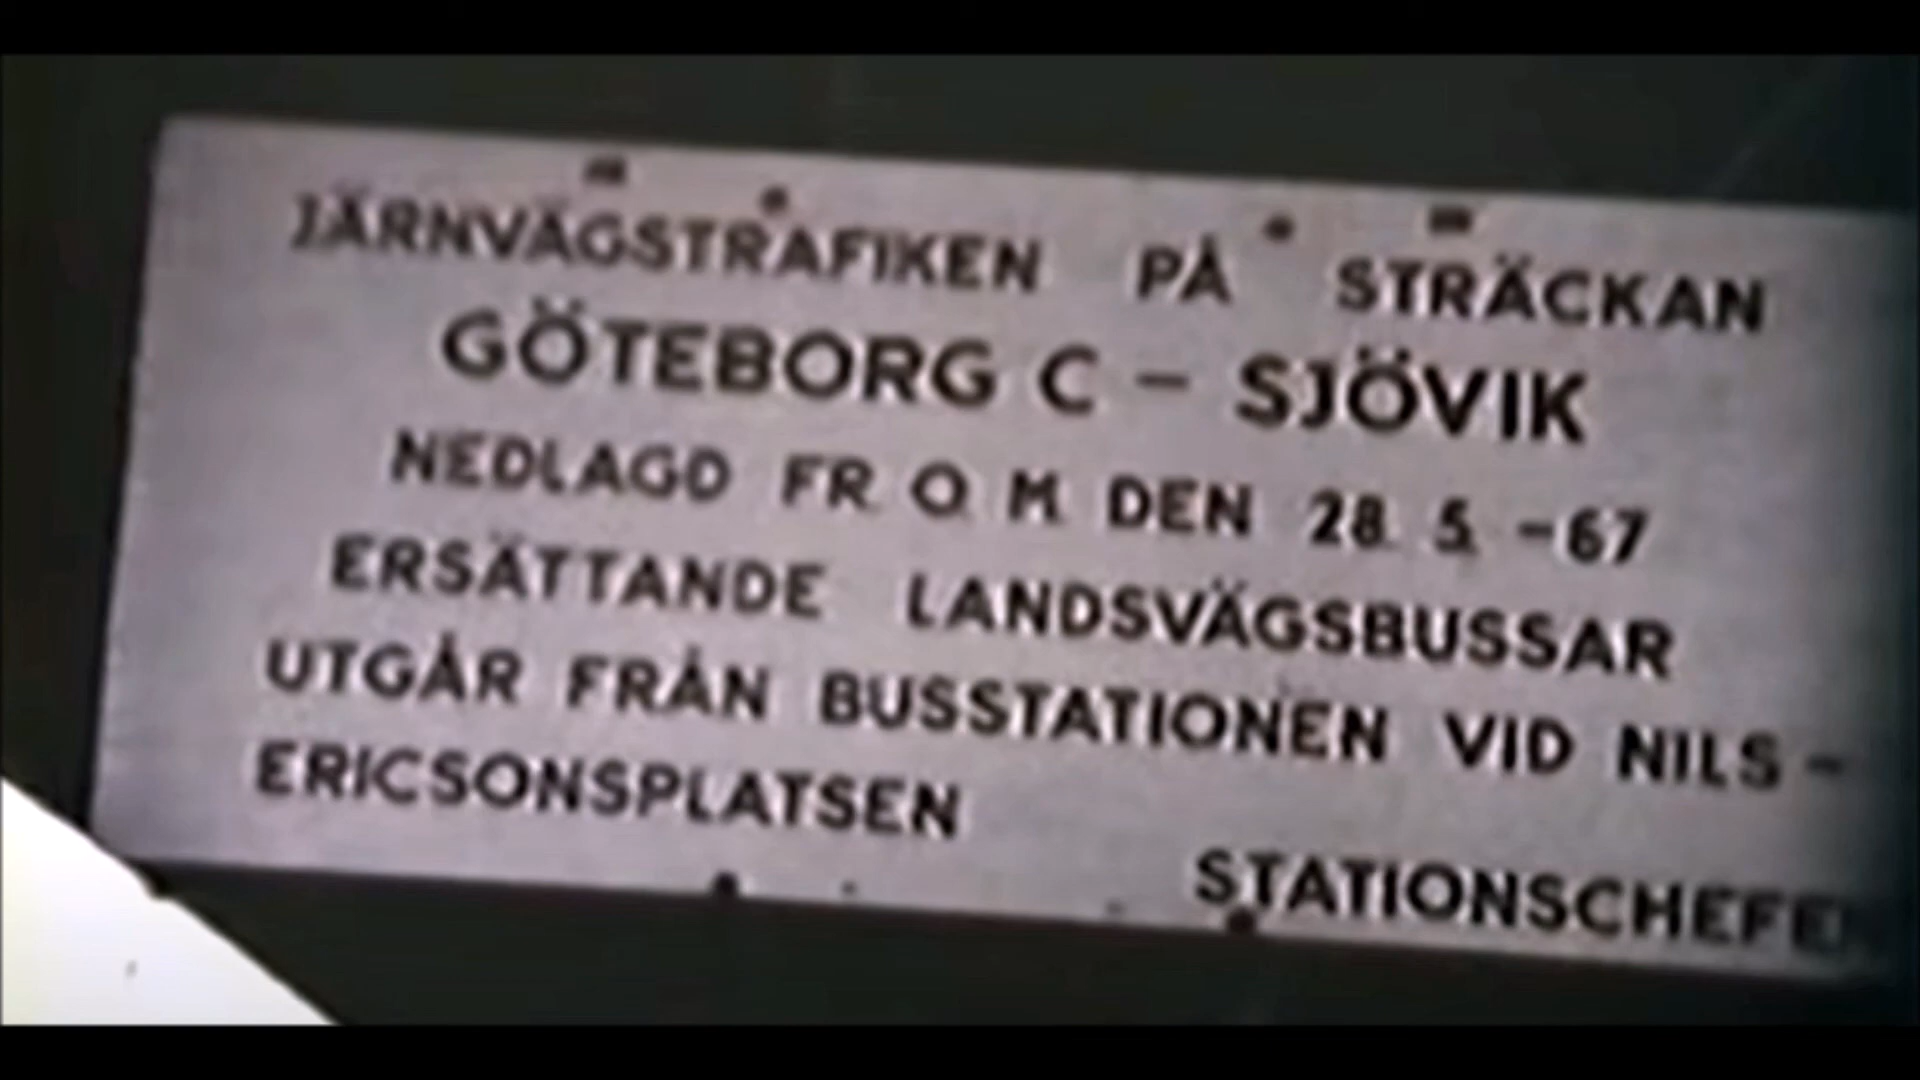 JÄRNVÄGSTRAFIKEN PÅ STRÄCKAN
GÖTEBORG C - SJÖVIK
NEDLAGD FR. O. M. DEN 28. 5. -67
ERSÄTTANDE LANDSVÄGSBUSSAR
UTGÅR FRÅN BUSSTATIONEN VID NILS-
ERICSONSPLATSEN
STATIONSCHEFEN